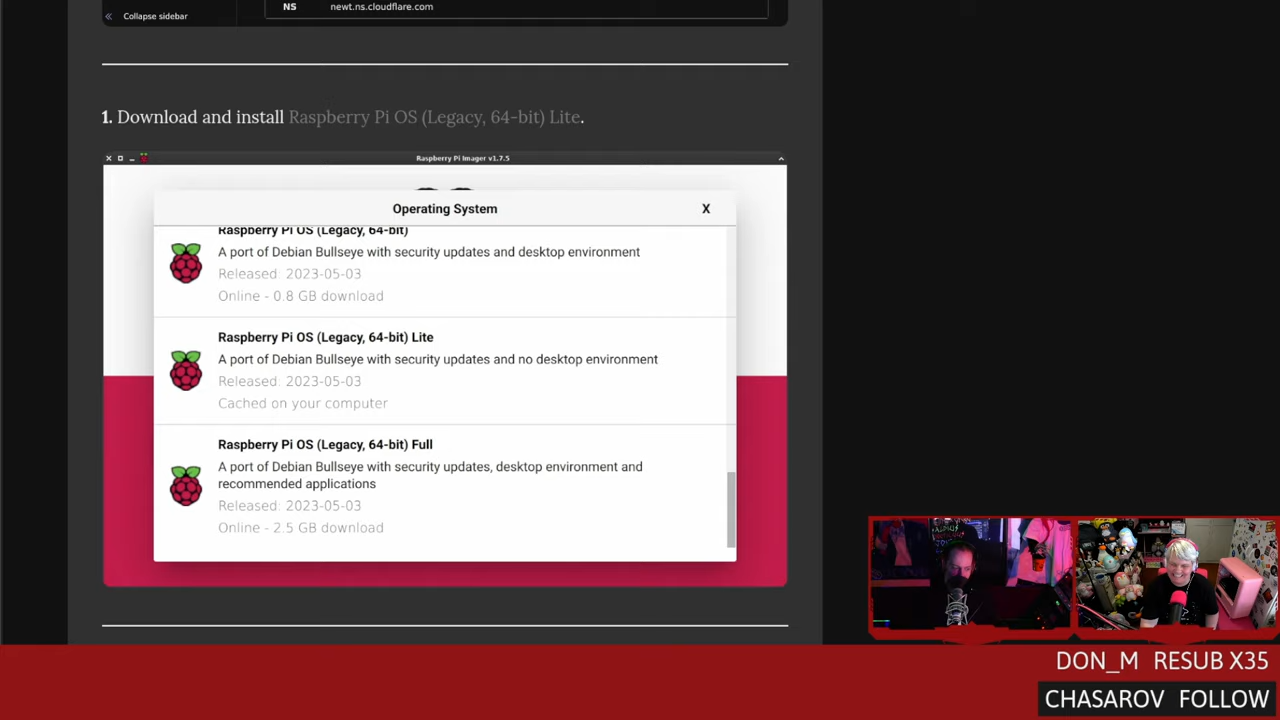 Collapse sidebar
NS newt.ns.cloudflare.com
1. Download and install Raspberry Pi OS (Legacy, 64-bit) Lite.
Raspberry Pi Imager v1.7.5
Operating System
X
Raspberry Pi OS (Legacy, 64-bit)
A port of Debian Bullseye with security updates and desktop environment
Released: 2023-05-03
Online - 0.8 GB download
Raspberry Pi OS (Legacy, 64-bit) Lite
A port of Debian Bullseye with security updates and no desktop environment
Released: 2023-05-03
Cached on your computer
Raspberry Pi OS (Legacy, 64-bit) Full
A port of Debian Bullseye with security updates, desktop environment and
recommended applications
Released: 2023-05-03
Online - 2.5 GB download
DON_M RESUB X35
CHASAROV FOLLOW